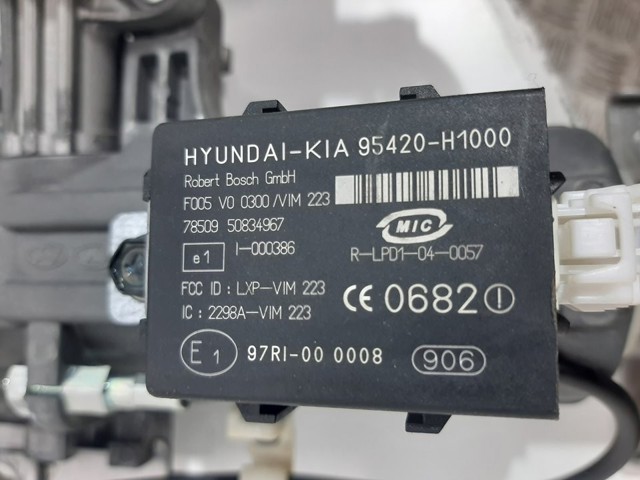 HYUNDAI-KIA 95420-H1000
Robert Bosch GmbH
F005 V0 0300/VIM 223
78509 50834967
e1 I-000386
MIC
R-LPD1-04-0057
FCC ID : LXP-VIM 223
IC : 2298A-VIM 223
CE 0682
E1 97RI-00 0008 906